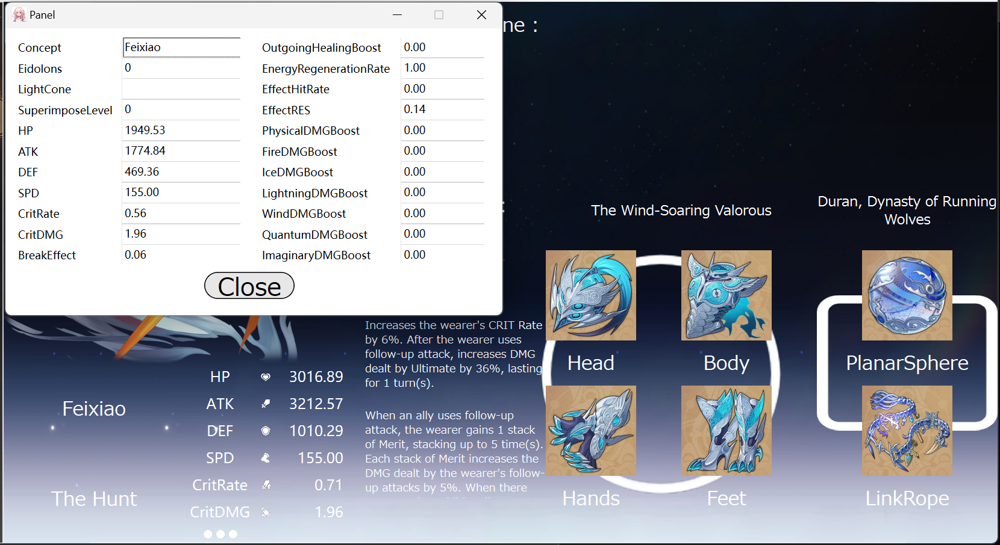 Panel
Concept Feixiao
Eidolons 0
LightCone
SuperimposeLevel 0
HP 1949.53
ATK 1774.84
DEF 469.36
SPD 155.00
CritRate 0.56
CritDMG 1.96
BreakEffect 0.06
OutgoingHealingBoost 0.00
EnergyRegenerationRate 1.00
EffectHitRate 0.00
EffectRES 0.14
PhysicalDMGBoost 0.00
FireDMGBoost 0.00
IceDMGBoost 0.00
LightningDMGBoost 0.00
WindDMGBoost 0.00
QuantumDMGBoost 0.00
ImaginaryDMGBoost 0.00
Close
ne :
Feixiao
The Hunt
HP 3016.89
ATK 3212.57
DEF 1010.29
SPD 155.00
CritRate 0.71
CritDMG 1.96
Increases the wearer's CRIT Rate
by 6%. After the wearer uses
follow-up attack, increases DMG
dealt by Ultimate by 36%, lasting
for 1 turn(s).
When an ally uses follow-up
attack, the wearer gains 1 stack
of Merit, stacking up to 5 time(s).
Each stack of Merit increases the
DMG dealt by the wearer's follow-
up attacks by 5%. When there
The Wind-Soaring Valorous
Head
Body
Hands
Feet
Duran, Dynasty of Running
Wolves
PlanarSphere
LinkRope